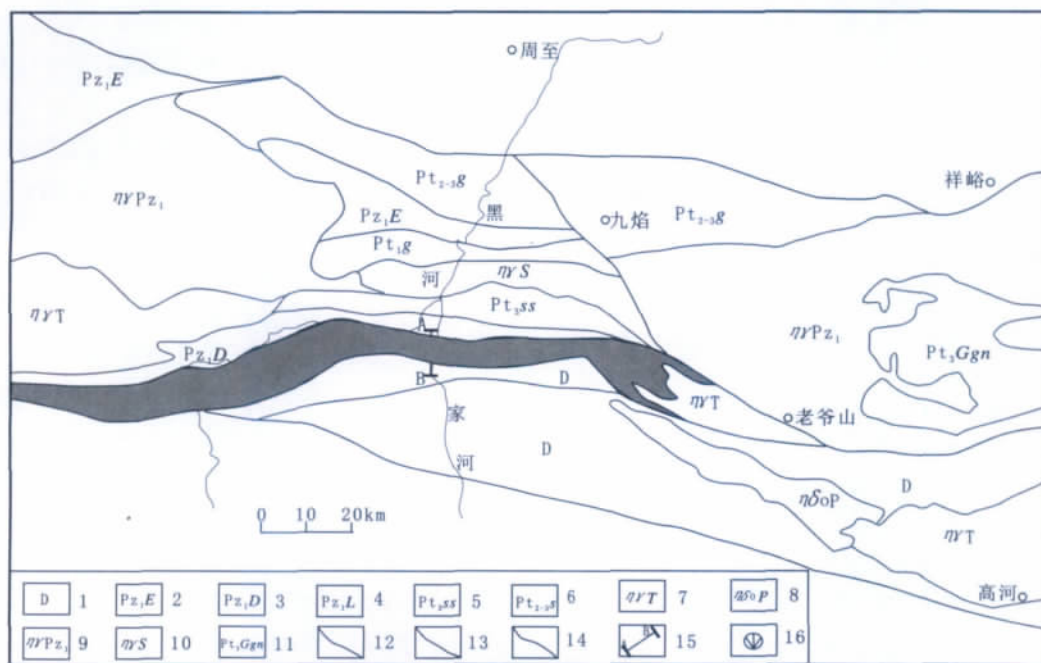 周至
Pz₁E
祥峪
Pt₂₋₃g
ηγPz₁
黑
九焰
Pt₂₋₃g
Pz₁E
Pt₁g
河
ηγS
Pt₃ss
ηγT
ηγPz₁
Pt₃Ggn
A
Pz₁D
B
D
ηγT
老爷山
家
D
河
D
ηδoP
ηγT
0 10 20km
高河
D 1 Pz₁E 2 Pz₁D 3 Pz₁L 4 Pt₃ss 5 Pt₂₋₃s 6 ηγT 7 ηδoP 8
ηγPz₁ 9 ηγS 10 Pt₃Ggn 11 12 13 14 15 16